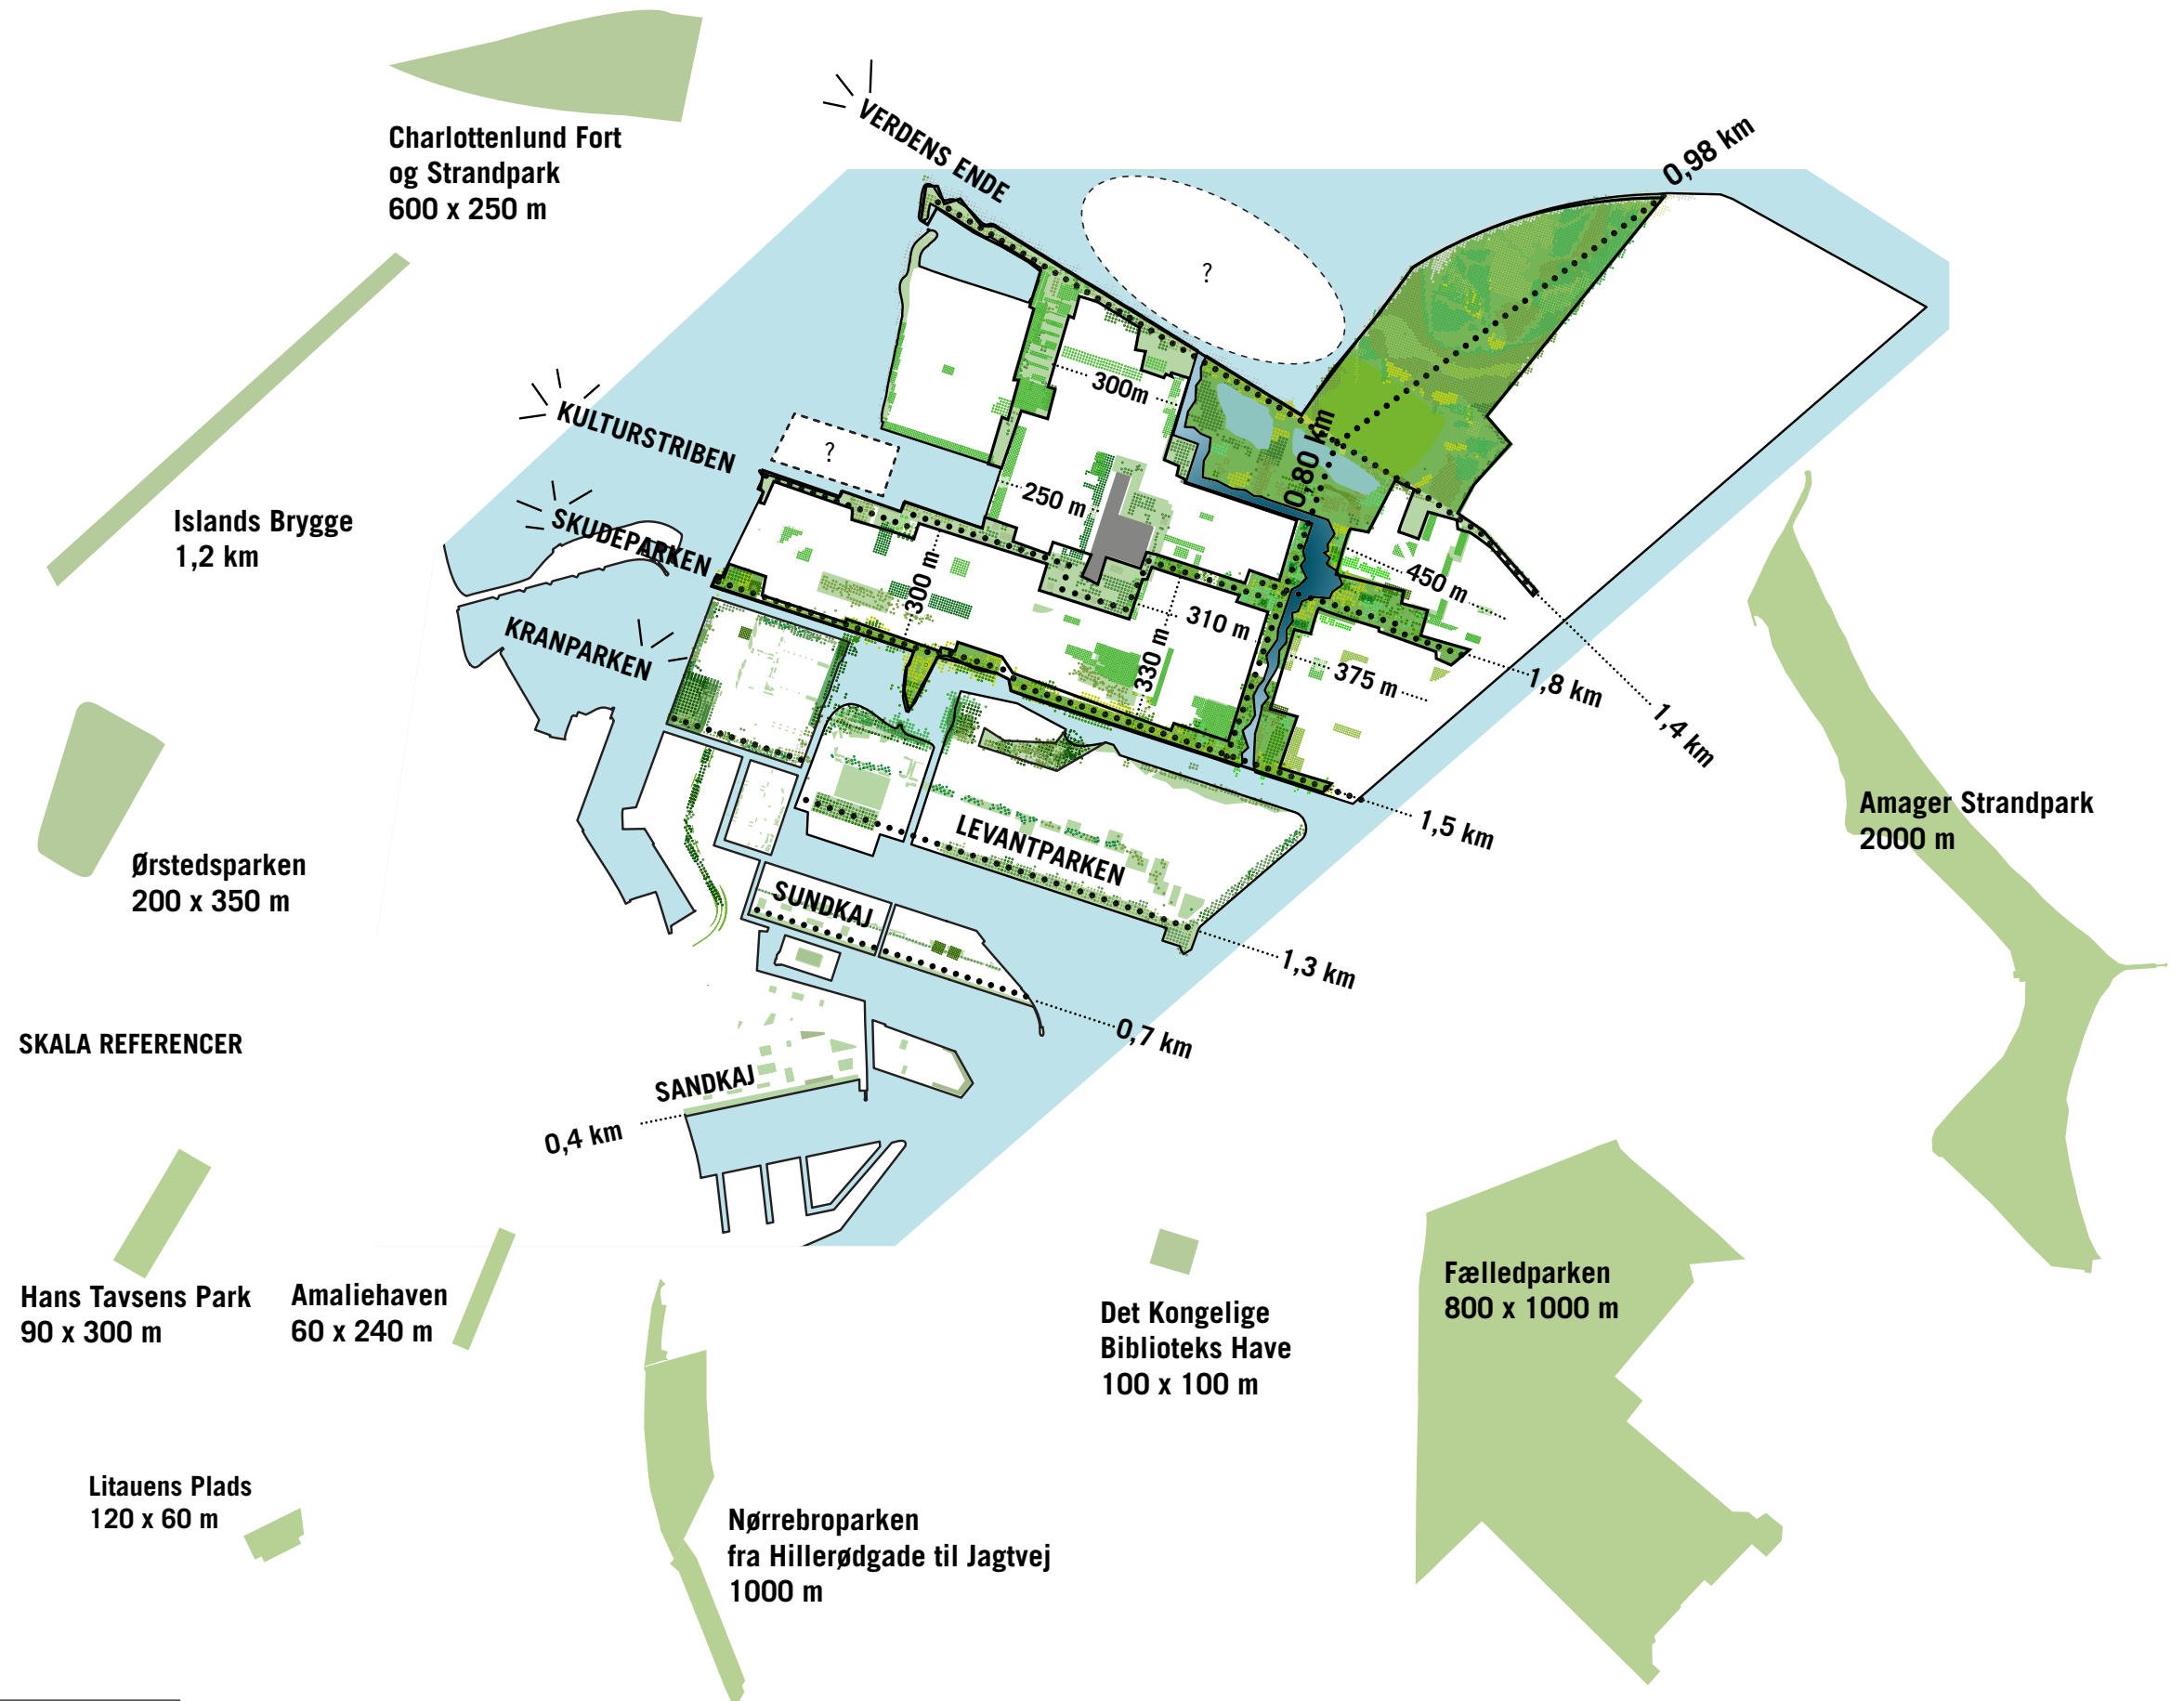 Charlottenlund Fort
og Strandpark
600 x 250 m
VERDENS ENDE
0,98 km
?
300m
KULTURSTRIBEN
?
0,80 km
250 m
Islands Brygge
1,2 km
SKUDEPARKEN
300 m
450 m
310 m
KRANPARKEN
330 m
375 m
1,8 km
1,4 km
Amager Strandpark
2000 m
1,5 km
LEVANTPARKEN
Ørstedsparken
200 x 350 m
SUNDKAJ
1,3 km
SKALA REFERENCER
0,7 km
SANDKAJ
0,4 km
Hans Tavsens Park
90 x 300 m
Amaliehaven
60 x 240 m
Det Kongelige
Biblioteks Have
100 x 100 m
Fælledparken
800 x 1000 m
Litauens Plads
120 x 60 m
Nørrebroparken
fra Hillerødgade til Jagtvej
1000 m